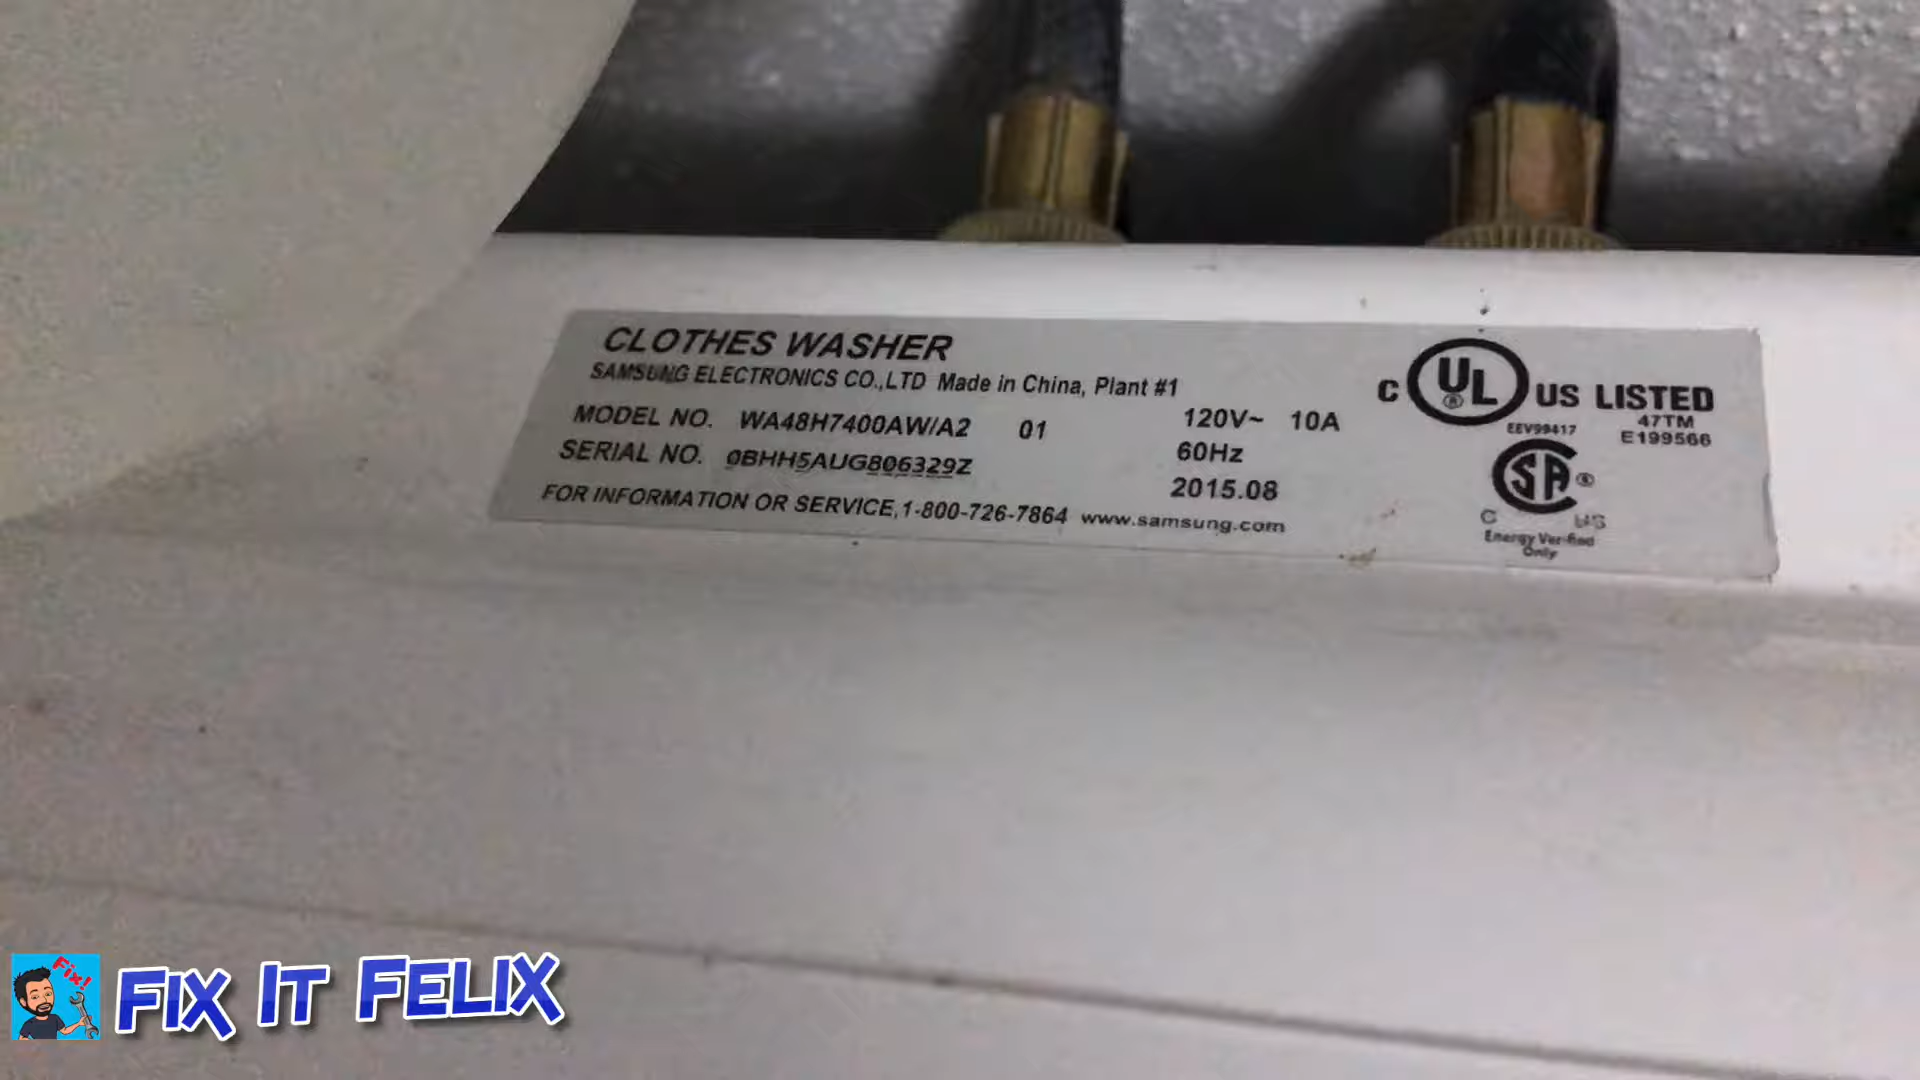 CLOTHES WASHER
SAMSUNG ELECTRONICS CO.,LTD Made in China, Plant #1
MODEL NO. WA48H7400AW/A2 01 120V~ 10A
SERIAL NO. 0BHH5AUG806329Z 60Hz
2015.08
FOR INFORMATION OR SERVICE,1-800-726-7864 www.samsung.com
C UL ® US LISTED
47TM
EEV99417 E199566
SA ®
C US
Energy Verified
Only
Fix!
FIX IT FELIX